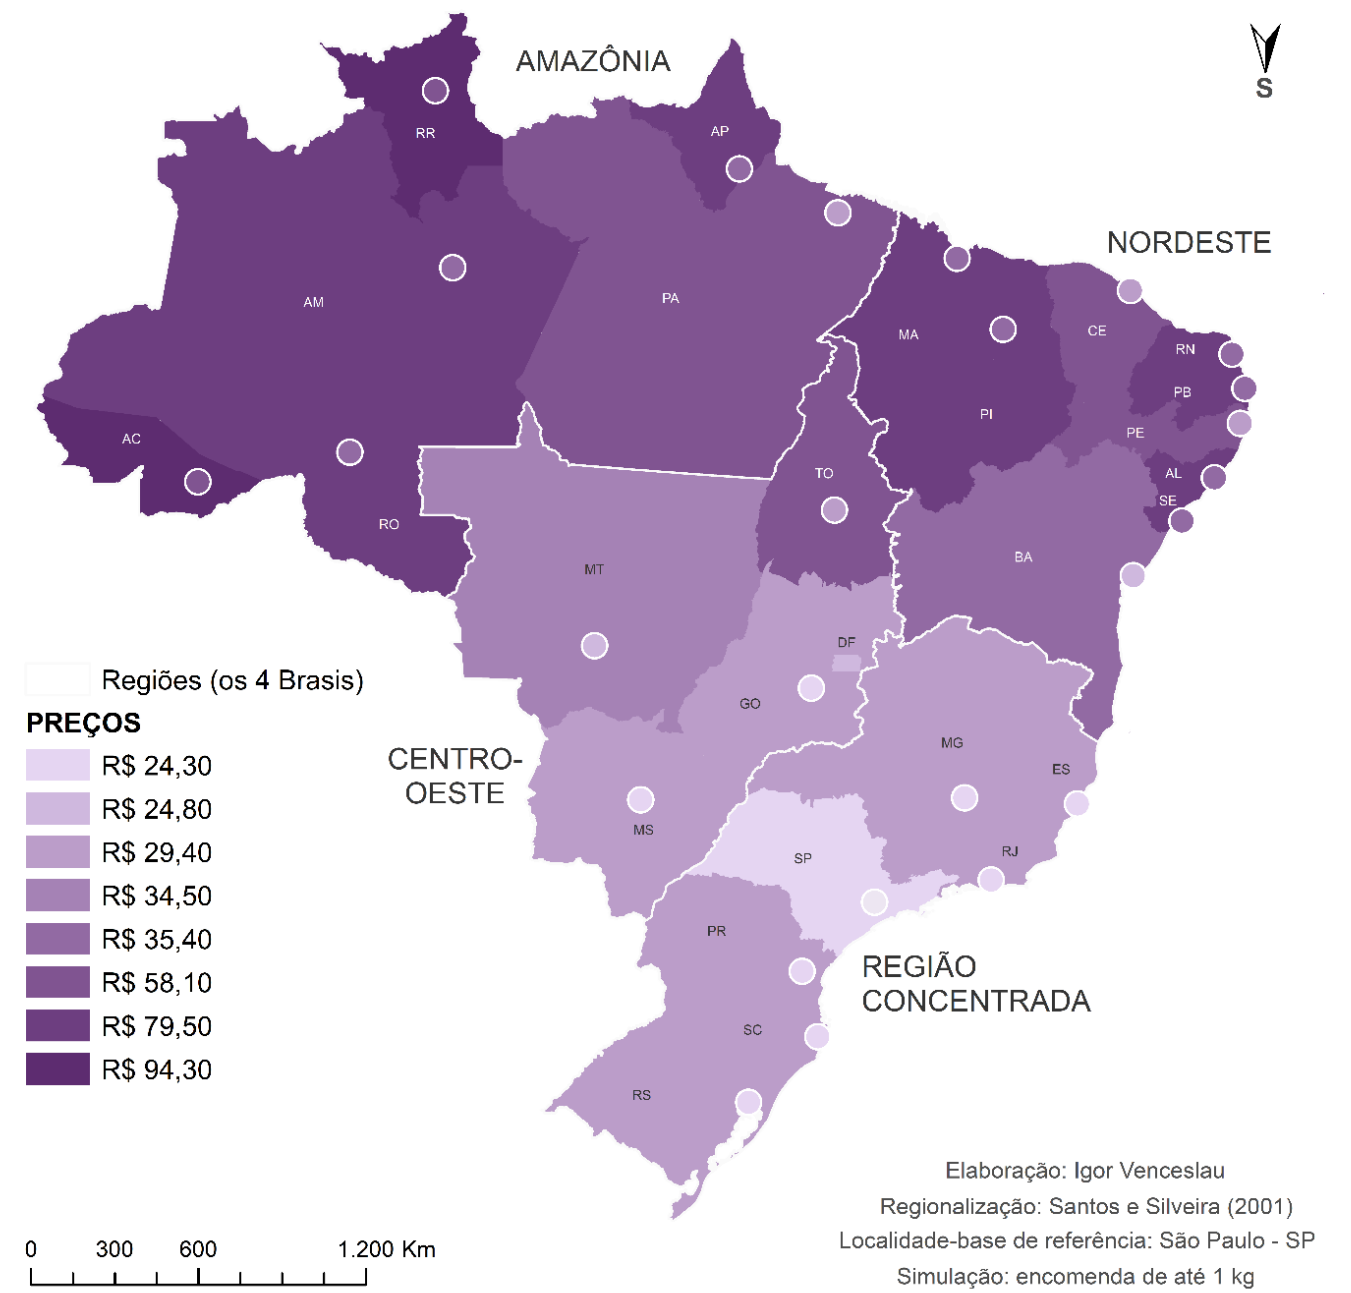 AMAZÔNIA
S
RR
AP
NORDESTE
AM
PA
MA
CE
RN
PB
PI
PE
AC
TO
AL
SE
RO
MT
BA
DF
GO
MG
ES
CENTRO-
OESTE
MS
SP
RJ
PR
REGIÃO
CONCENTRADA
SC
RS
Regiões (os 4 Brasis)
PREÇOS
R$ 24,30
R$ 24,80
R$ 29,40
R$ 34,50
R$ 35,40
R$ 58,10
R$ 79,50
R$ 94,30
0 300 600 1.200 Km
Elaboração: Igor Venceslau
Regionalização: Santos e Silveira (2001)
Localidade-base de referência: São Paulo - SP
Simulação: encomenda de até 1 kg